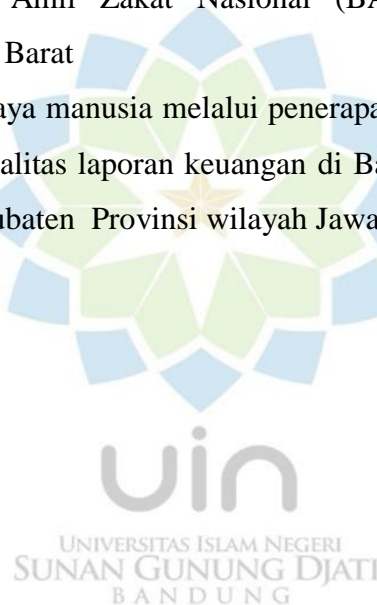 Amil Zakat Nasional (BA
Barat
aya manusia melalui penerapa
alitas laporan keuangan di Ba
ubaten Provinsi wilayah Jawa
uin
UNIVERSITAS ISLAM NEGERI
SUNAN GUNUNG DJATI
BANDUNG